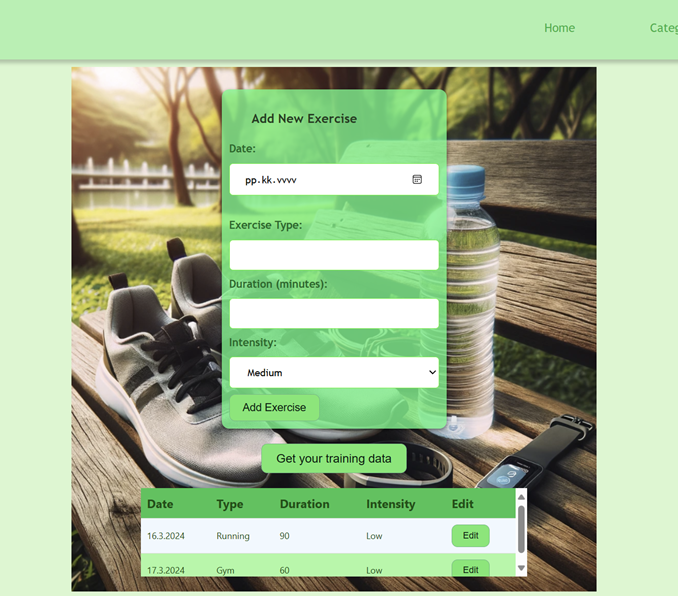 Home Categ
Add New Exercise
Date:
pp.kk.vvvv
Exercise Type:
Duration (minutes):
Intensity:
Medium
Add Exercise
Get your training data
Date Type Duration Intensity Edit
16.3.2024 Running 90 Low Edit
17.3.2024 Gym 60 Low Edit